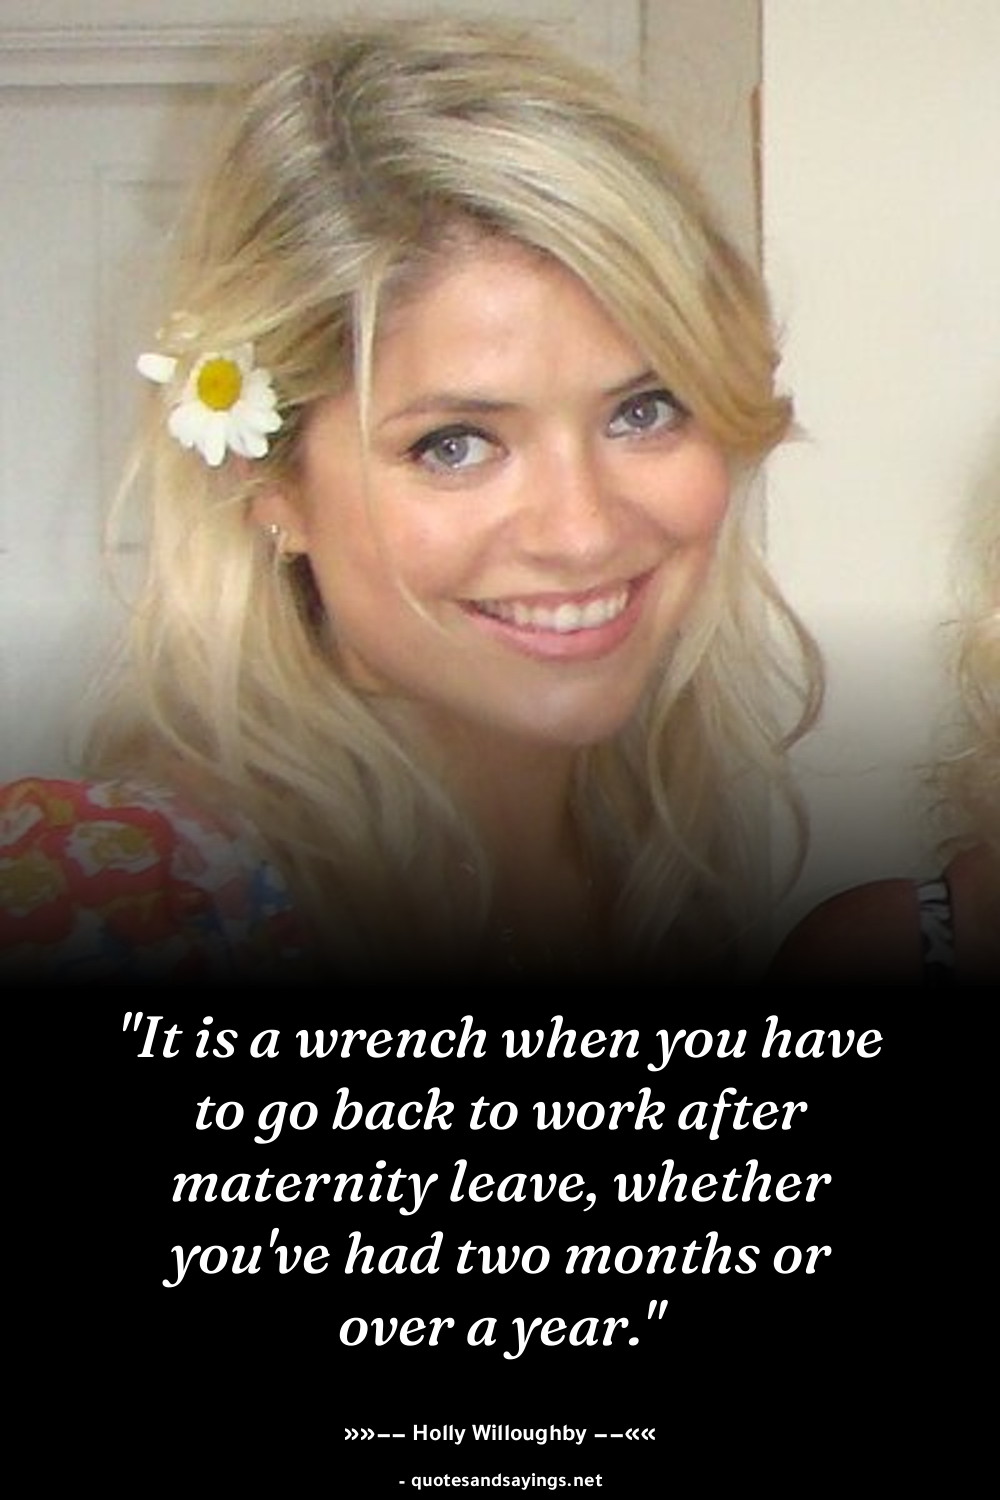 "It is a wrench when you have
to go back to work after
maternity leave, whether
you've had two months or
over a year."
»»−− Holly Willoughby −−««
- quotesandsayings.net